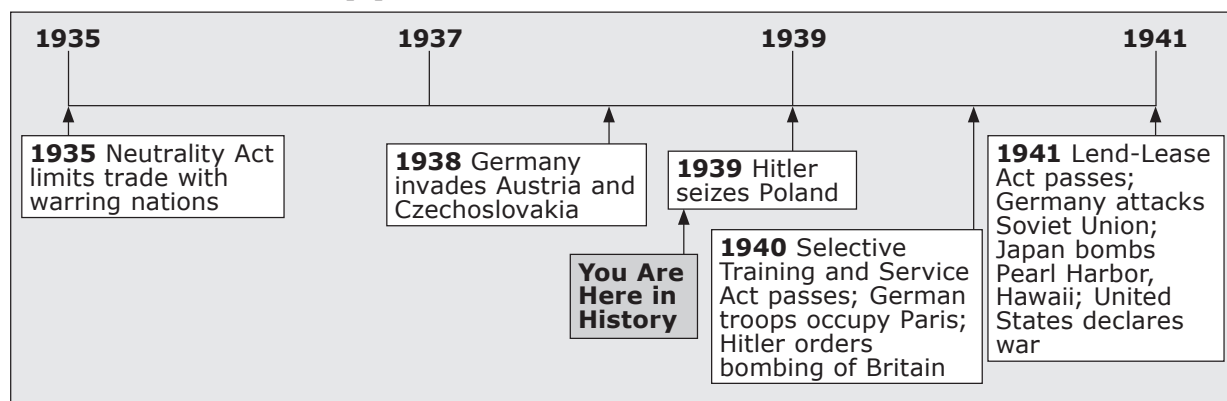 1935 1937 1939 1941
1935 Neutrality Act
limits trade with
warring nations
1938 Germany
invades Austria and
Czechoslovakia
1939 Hitler
seizes Poland
You Are
Here in
History
1940 Selective
Training and Service
Act passes; German
troops occupy Paris;
Hitler orders
bombing of Britain
1941 Lend-Lease
Act passes;
Germany attacks
Soviet Union;
Japan bombs
Pearl Harbor,
Hawaii; United
States declares
war